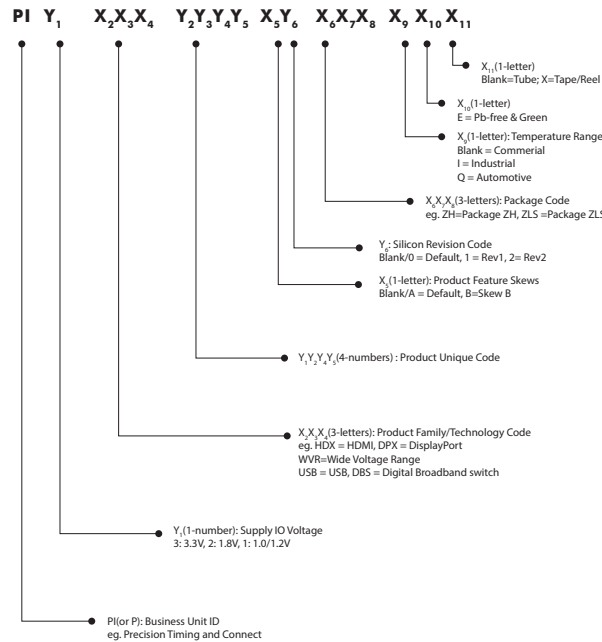 PI Y1 X2X3X4 Y2Y3Y4Y5 X5Y6 X6X7X8 X9 X10 X11
X11(1-letter)
Blank=Tube; X=Tape/Reel
X10(1-letter)
E = Pb-free & Green
X9(1-letter): Temperature Range
Blank = Commerial
I = Industrial
Q = Automotive
X6X7X8(3-letters): Package Code
eg. ZH=Package ZH, ZLS =Package ZLS
Y6: Silicon Revision Code
Blank/0 = Default, 1 = Rev1, 2= Rev2
X5(1-letter): Product Feature Skews
Blank/A = Default, B=Skew B
Y1Y2Y4Y5(4-numbers) : Product Unique Code
X2X3X4(3-letters): Product Family/Technology Code
eg. HDX = HDMI, DPX = DisplayPort
WVR=Wide Voltage Range
USB = USB, DBS = Digital Broadband switch
Y1(1-number): Supply IO Voltage
3: 3.3V, 2: 1.8V, 1: 1.0/1.2V
PI(or P): Business Unit ID
eg. Precision Timing and Connect